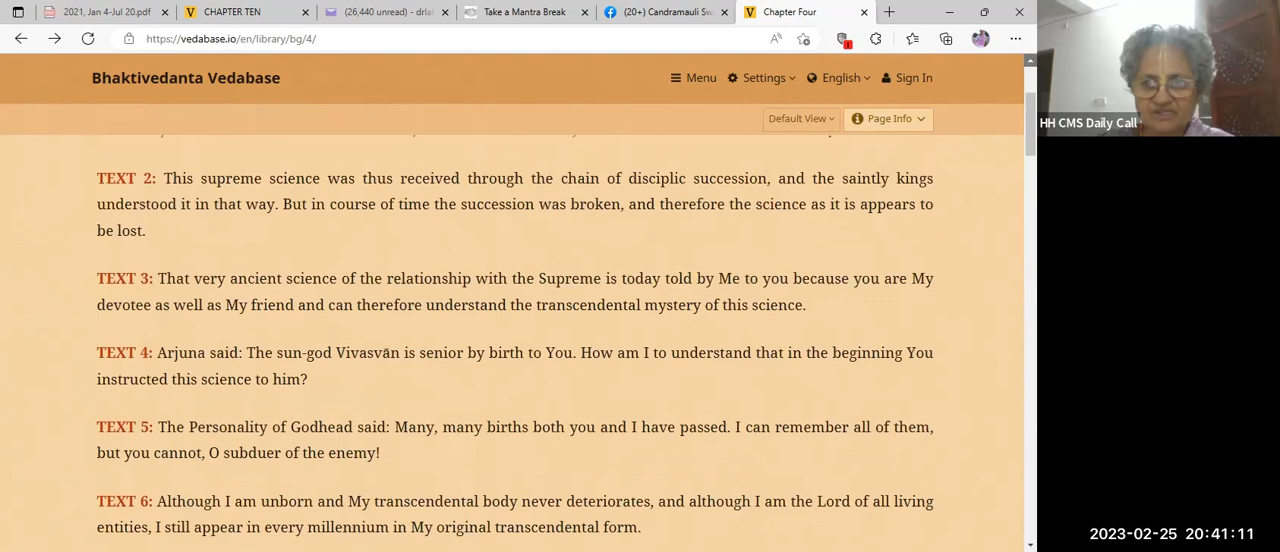 2021, Jan 4-Jul 20.pdf
CHAPTER TEN
(26,440 unread) - drla
Take a Mantra Break
(20+) Candramauli Sw
Chapter Four
https://vedabase.io/en/library/bg/4/
Bhaktivedanta Vedabase
Menu
Settings
English
Sign In
Default View
Page Info
TEXT 2: This supreme science was thus received through the chain of disciplic succession, and the saintly kings
understood it in that way. But in course of time the succession was broken, and therefore the science as it is appears to
be lost.
TEXT 3: That very ancient science of the relationship with the Supreme is today told by Me to you because you are My
devotee as well as My friend and can therefore understand the transcendental mystery of this science.
TEXT 4: Arjuna said: The sun-god Vivasvān is senior by birth to You. How am I to understand that in the beginning You
instructed this science to him?
TEXT 5: The Personality of Godhead said: Many, many births both you and I have passed. I can remember all of them,
but you cannot, O subduer of the enemy!
TEXT 6: Although I am unborn and My transcendental body never deteriorates, and although I am the Lord of all living
entities, I still appear in every millennium in My original transcendental form.
HH CMS Daily Call
2023-02-25 20:41:11